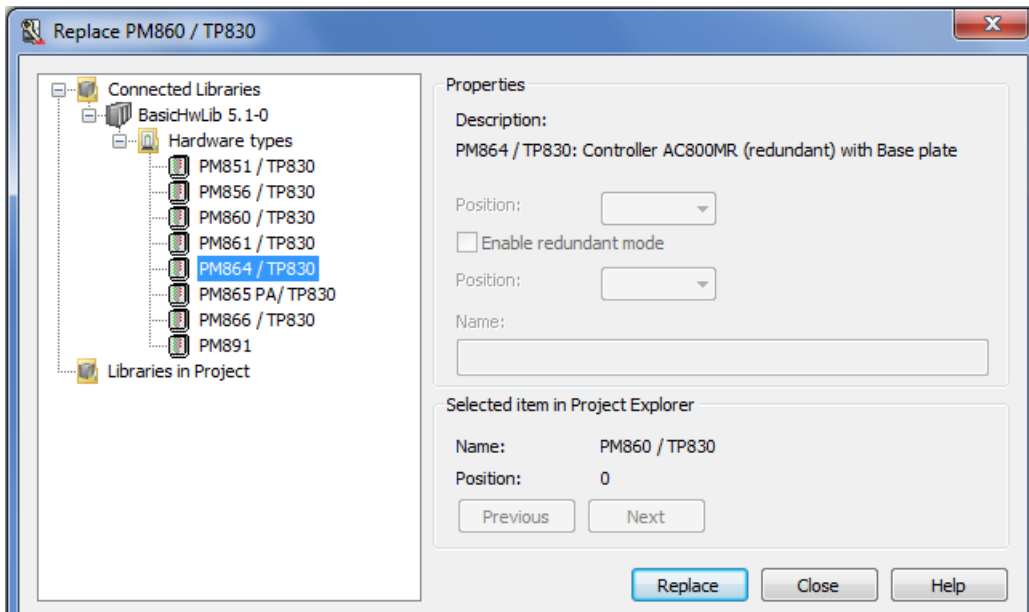 Replace PM860 / TP830
Connected Libraries
BasicHwLib 5.1-0
Hardware types
PM851 / TP830
PM856 / TP830
PM860 / TP830
PM861 / TP830
PM864 / TP830
PM865 PA/ TP830
PM866 / TP830
PM891
Libraries in Project
Properties
Description:
PM864 / TP830: Controller AC800MR (redundant) with Base plate
Position:
Enable redundant mode
Position:
Name:
Selected item in Project Explorer
Name: PM860 / TP830
Position: 0
Previous Next
Replace Close Help